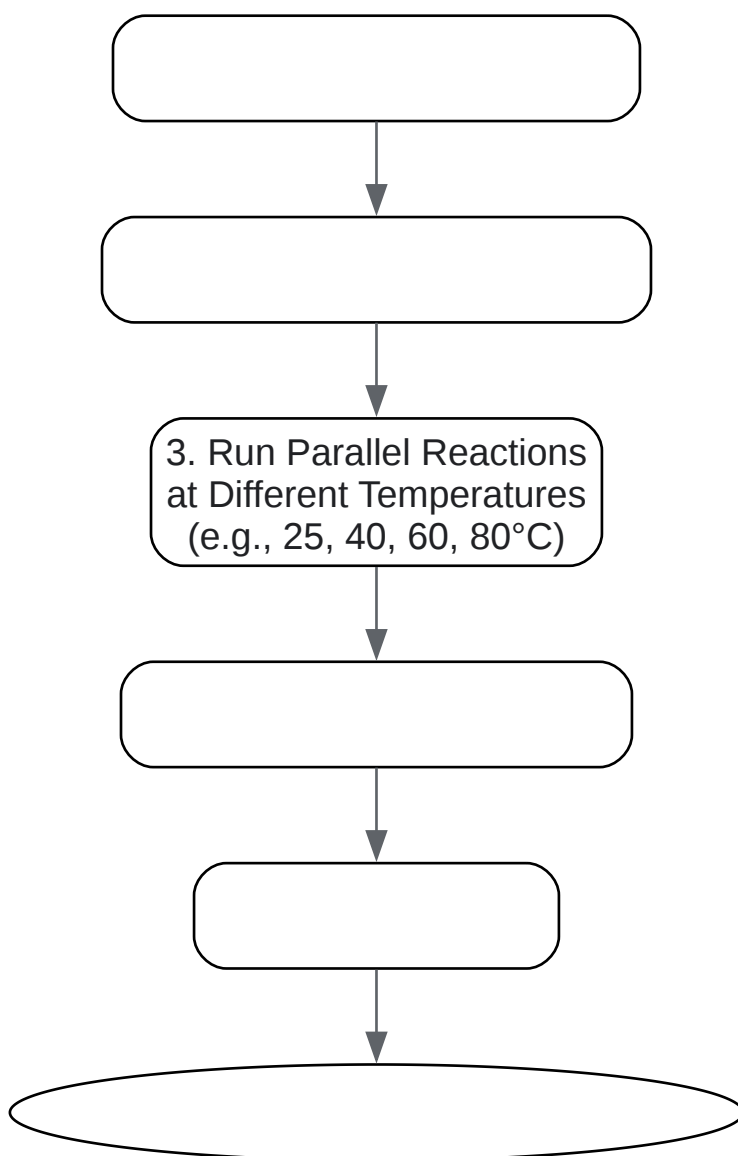 3. Run Parallel Reactions
at Different Temperatures
(e.g., 25, 40, 60, 80°C)